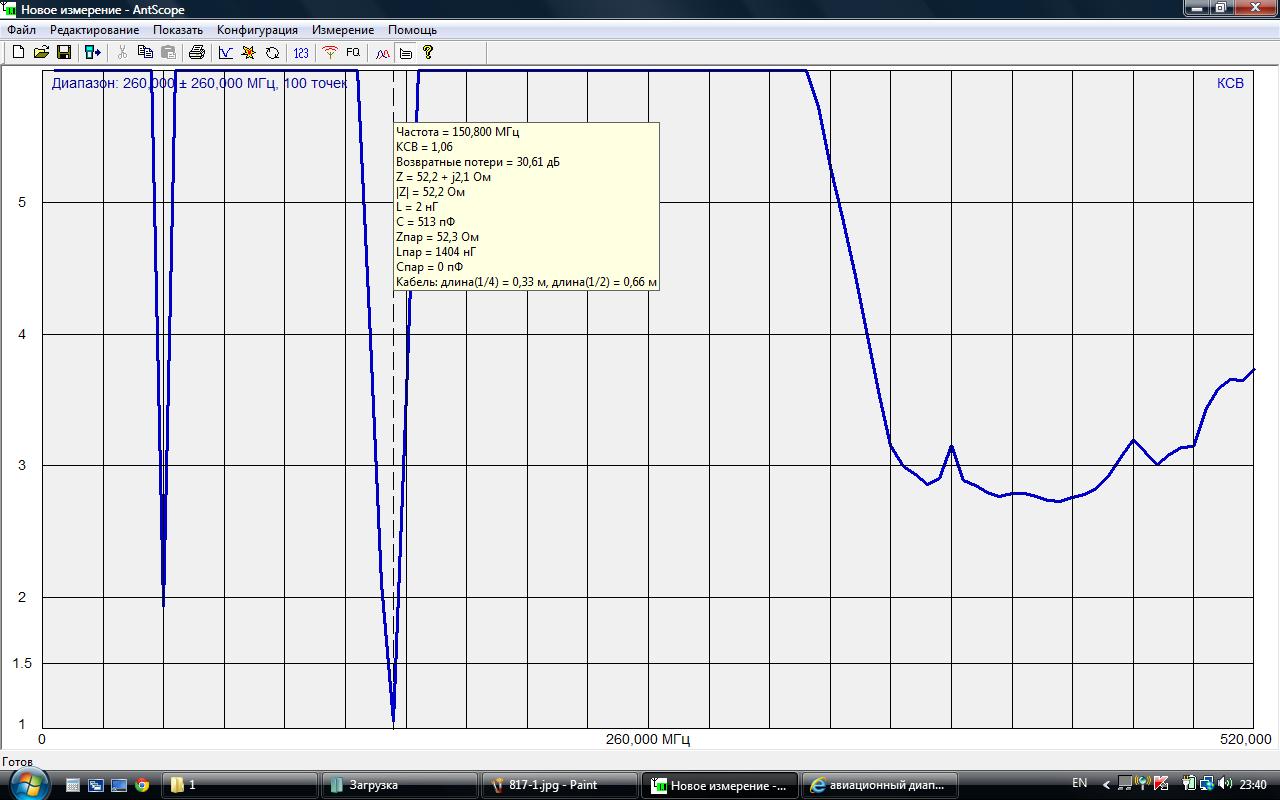 Новое измерение - AntScope
Файл Редактирование Показать Конфигурация Измерение Помощь
123 FQ
Диапазон: 260,000 ± 260,000 МГц, 100 точек
КСВ
Частота = 150,800 МГц
КСВ = 1,06
Возвратные потери = 30,61 дБ
Z = 52,2 + j2,1 Ом
|Z| = 52,2 Ом
L = 2 нГ
C = 513 пФ
Zпар = 52,3 Ом
Lпар = 1404 нГ
Cпар = 0 пФ
Кабель: длина(1/4) = 0,33 м, длина(1/2) = 0,66 м
5
4
3
2
1.5
1
0 260,000 МГц 520,000
Готов
1 Загрузка 817-1.jpg - Paint Новое измерение -... авиационный диап... EN 23:40